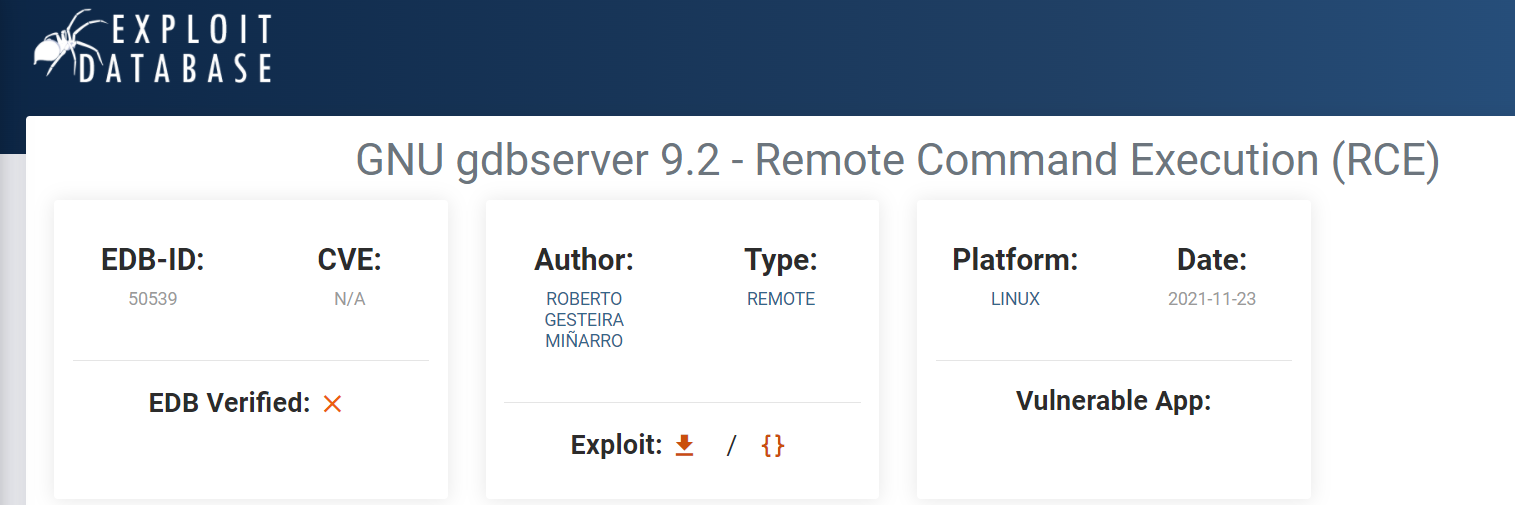 EXPLOIT
DATABASE
GNU gdbserver 9.2 - Remote Command Execution (RCE)
EDB-ID:
50539
CVE:
N/A
EDB Verified:
Author:
ROBERTO
GESTEIRA
MIÑARRO
Type:
REMOTE
Exploit: / {}
Platform:
LINUX
Date:
2021-11-23
Vulnerable App: